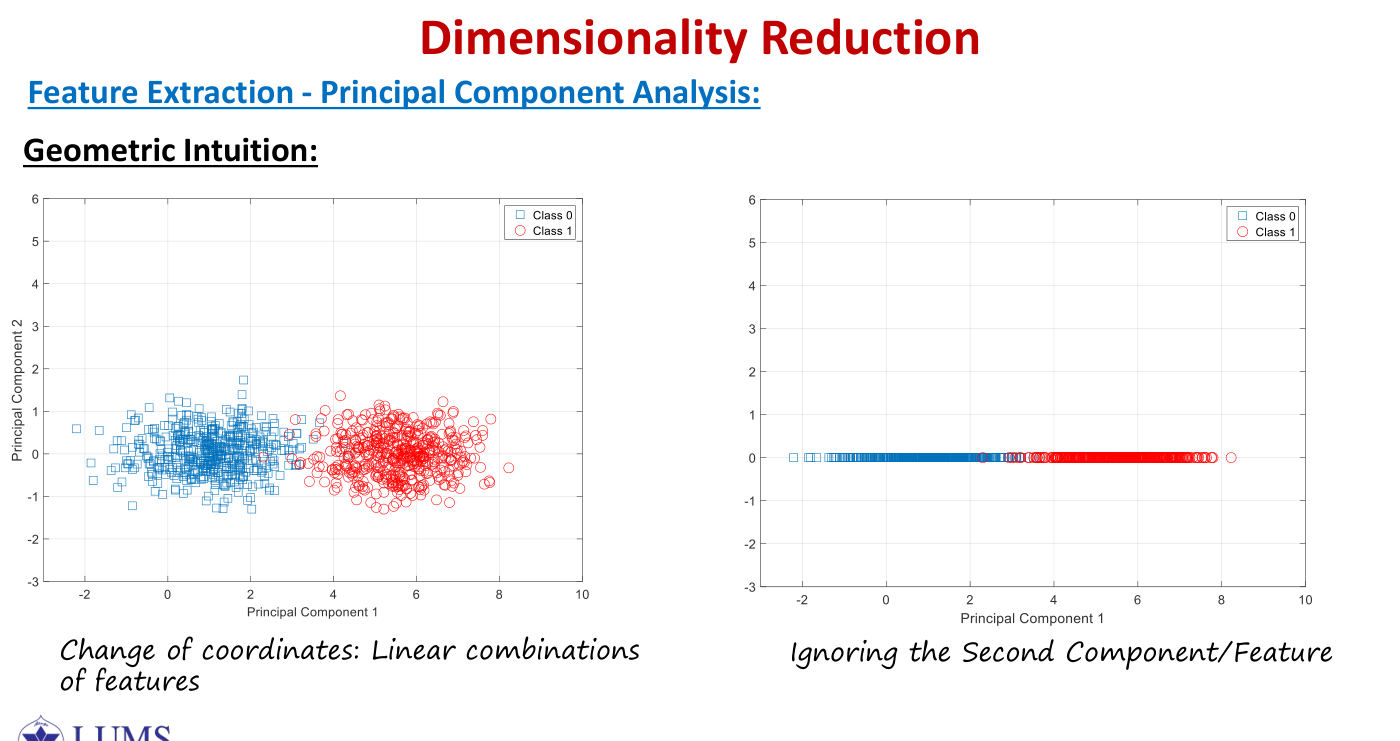 Dimensionality Reduction
Feature Extraction - Principal Component Analysis:
Geometric Intuition:
6
5
4
3
2
1
0
-1
-2
-3
Principal Component 2
Class 0
Class 1
-2 0 2 4 6 8 10
Principal Component 1
Change of coordinates: Linear combinations
of features
6
5
4
3
2
1
0
-1
-2
-3
Class 0
Class 1
-2 0 2 4 6 8 10
Principal Component 1
Ignoring the Second Component/Feature
LUMS